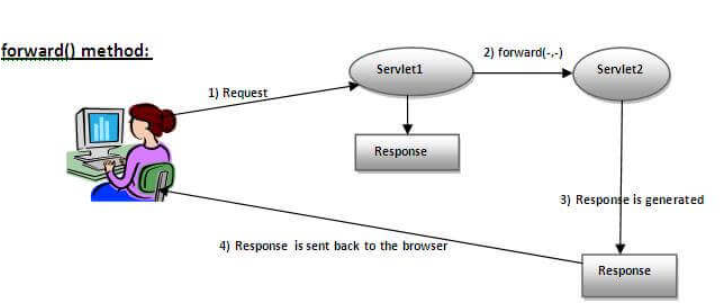 forward() method:
2) forward(-,-)
Servlet1
Servlet2
1) Request
Response
3) Response is generated
4) Response is sent back to the browser
Response